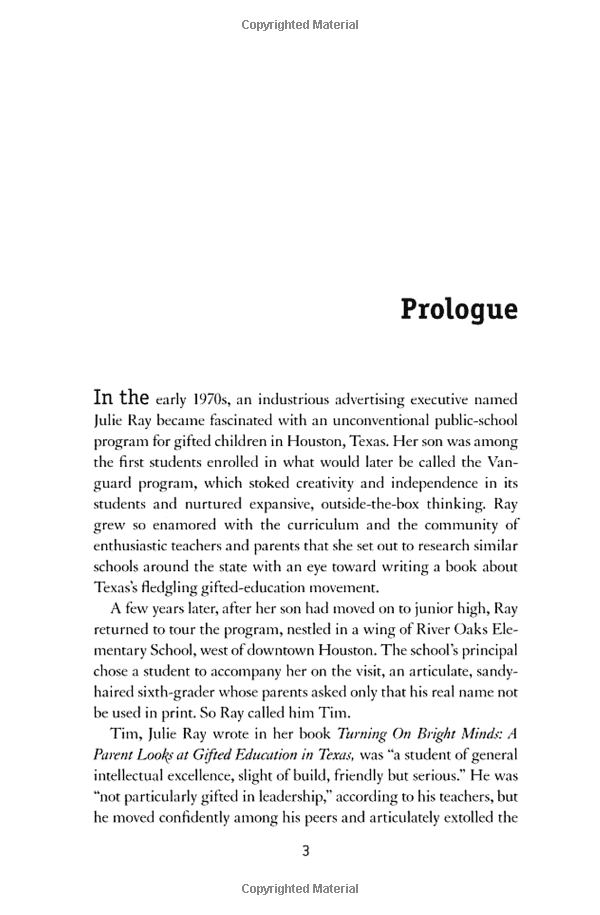 Copyrighted Material
Prologue
In the early 1970s, an industrious advertising executive named
Julie Ray became fascinated with an unconventional public-school
program for gifted children in Houston, Texas. Her son was among
the first students enrolled in what would later be called the Van-
guard program, which stoked creativity and independence in its
students and nurtured expansive, outside-the-box thinking. Ray
grew so enamored with the curriculum and the community of
enthusiastic teachers and parents that she set out to research similar
schools around the state with an eye toward writing a book about
Texas’s fledgling gifted-education movement.
A few years later, after her son had moved on to junior high, Ray
returned to tour the program, nestled in a wing of River Oaks Ele-
mentary School, west of downtown Houston. The school’s principal
chose a student to accompany her on the visit, an articulate, sandy-
haired sixth-grader whose parents asked only that his real name not
be used in print. So Ray called him Tim.
Tim, Julie Ray wrote in her book Turning On Bright Minds: A
Parent Looks at Gifted Education in Texas, was “a student of general
intellectual excellence, slight of build, friendly but serious.” He was
“not particularly gifted in leadership,” according to his teachers, but
he moved confidently among his peers and articulately extolled the
3
Copyrighted Material